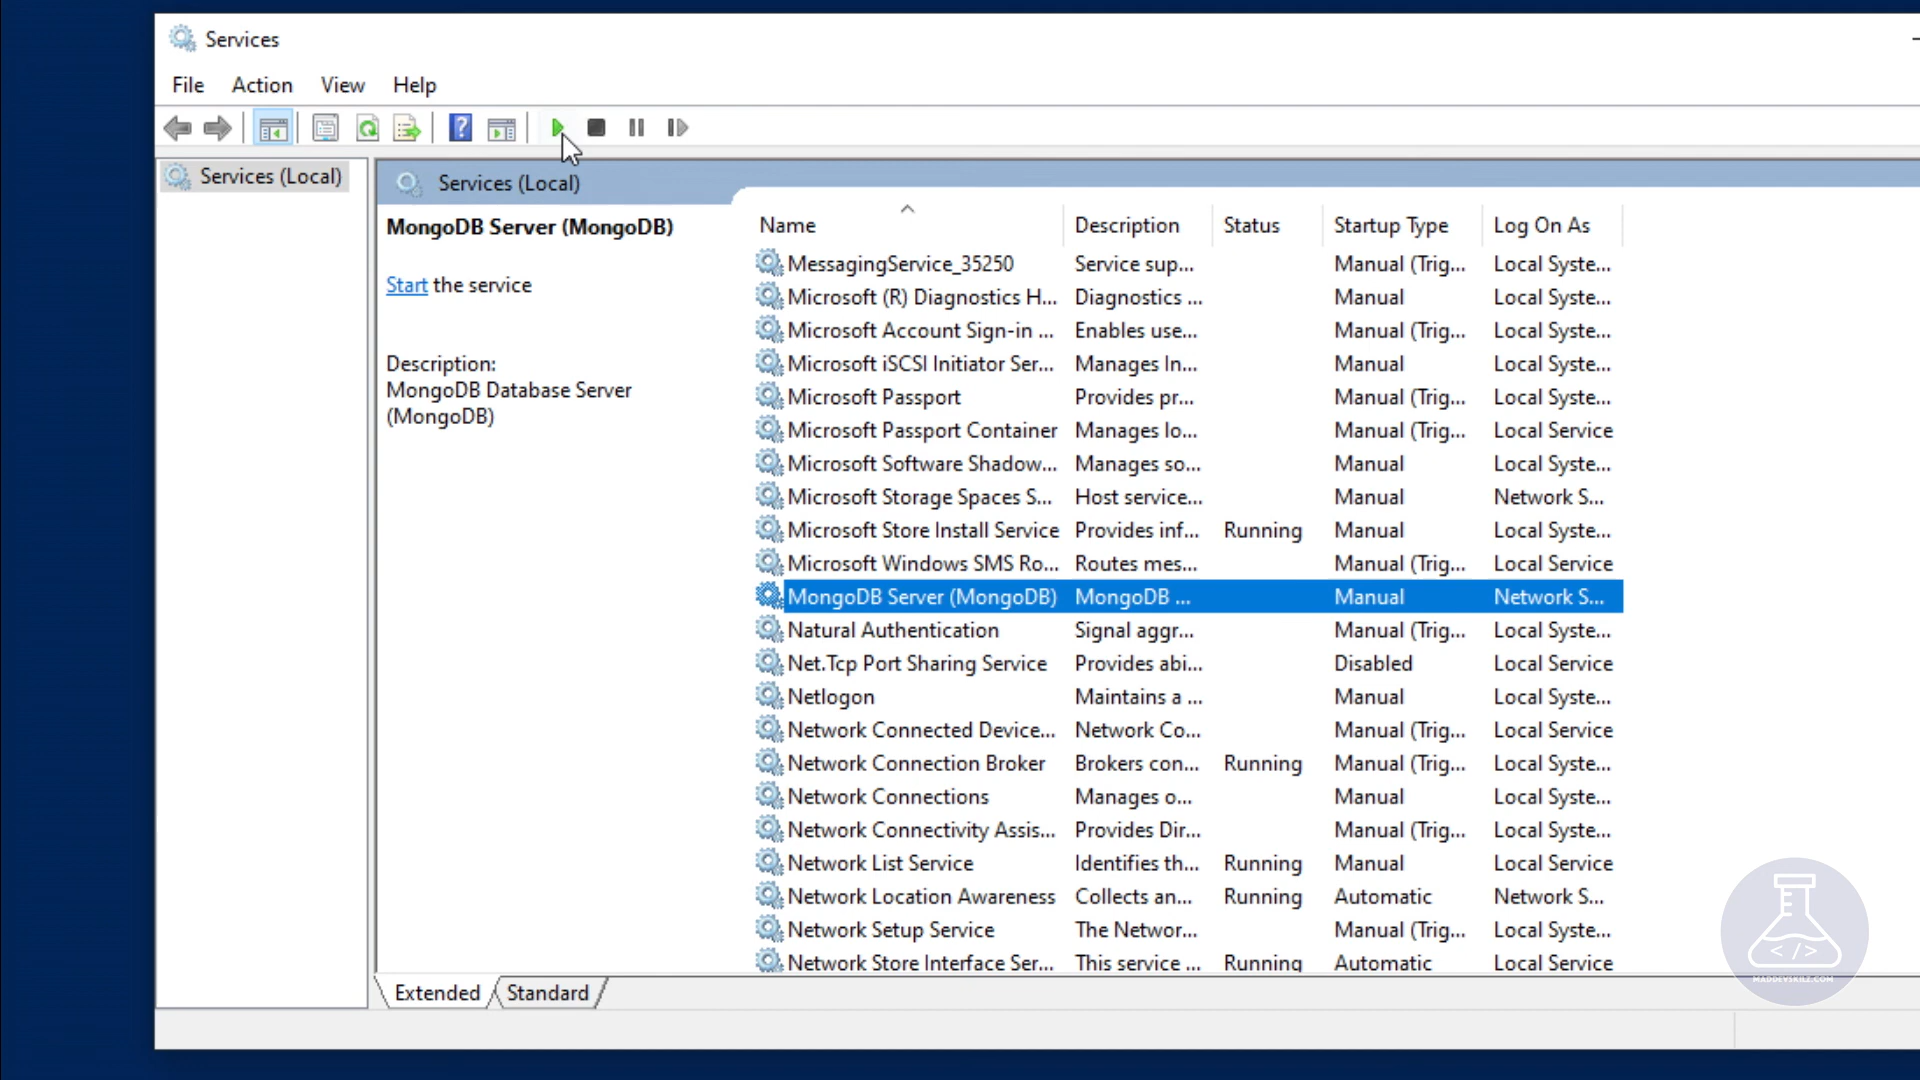 Services
File Action View Help
Services (Local)
Services (Local)
MongoDB Server (MongoDB)
Start the service
Description:
MongoDB Database Server
(MongoDB)
Name Description Status Startup Type Log On As
MessagingService_35250 Service sup... Manual (Trig... Local Syste...
Microsoft (R) Diagnostics H... Diagnostics ... Manual Local Syste...
Microsoft Account Sign-in ... Enables use... Manual (Trig... Local Syste...
Microsoft iSCSI Initiator Ser... Manages In... Manual Local Syste...
Microsoft Passport Provides pr... Manual (Trig... Local Syste...
Microsoft Passport Container Manages lo... Manual (Trig... Local Service
Microsoft Software Shadow... Manages so... Manual Local Syste...
Microsoft Storage Spaces S... Host service... Manual Network S...
Microsoft Store Install Service Provides inf... Running Manual Local Syste...
Microsoft Windows SMS Ro... Routes mes... Manual (Trig... Local Service
MongoDB Server (MongoDB) MongoDB ... Manual Network S...
Natural Authentication Signal aggr... Manual (Trig... Local Syste...
Net.Tcp Port Sharing Service Provides abi... Disabled Local Service
Netlogon Maintains a ... Manual Local Syste...
Network Connected Device... Network Co... Manual (Trig... Local Service
Network Connection Broker Brokers con... Running Manual (Trig... Local Syste...
Network Connections Manages o... Manual Local Syste...
Network Connectivity Assis... Provides Dir... Manual (Trig... Local Syste...
Network List Service Identifies th... Running Manual Local Service
Network Location Awareness Collects an... Running Automatic Network S...
Network Setup Service The Networ... Manual (Trig... Local Syste...
Network Store Interface Ser... This service ... Running Automatic Local Service
Extended Standard
</>
MADDEVSKILZ.COM